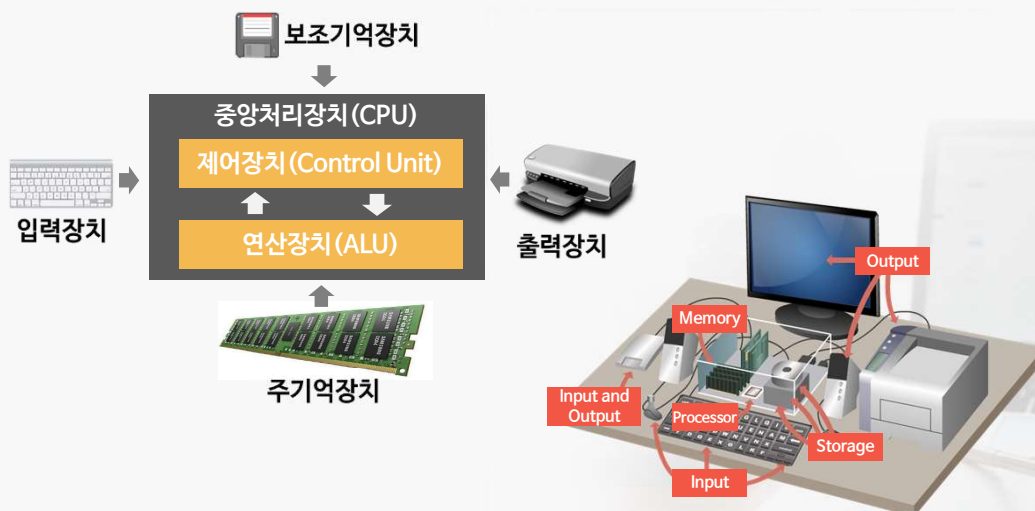 보조기억장치
중앙처리장치(CPU)
제어장치(Control Unit)
연산장치(ALU)
입력장치
출력장치
주기억장치
Output
Memory
Input and
Output
Processor
Storage
Input